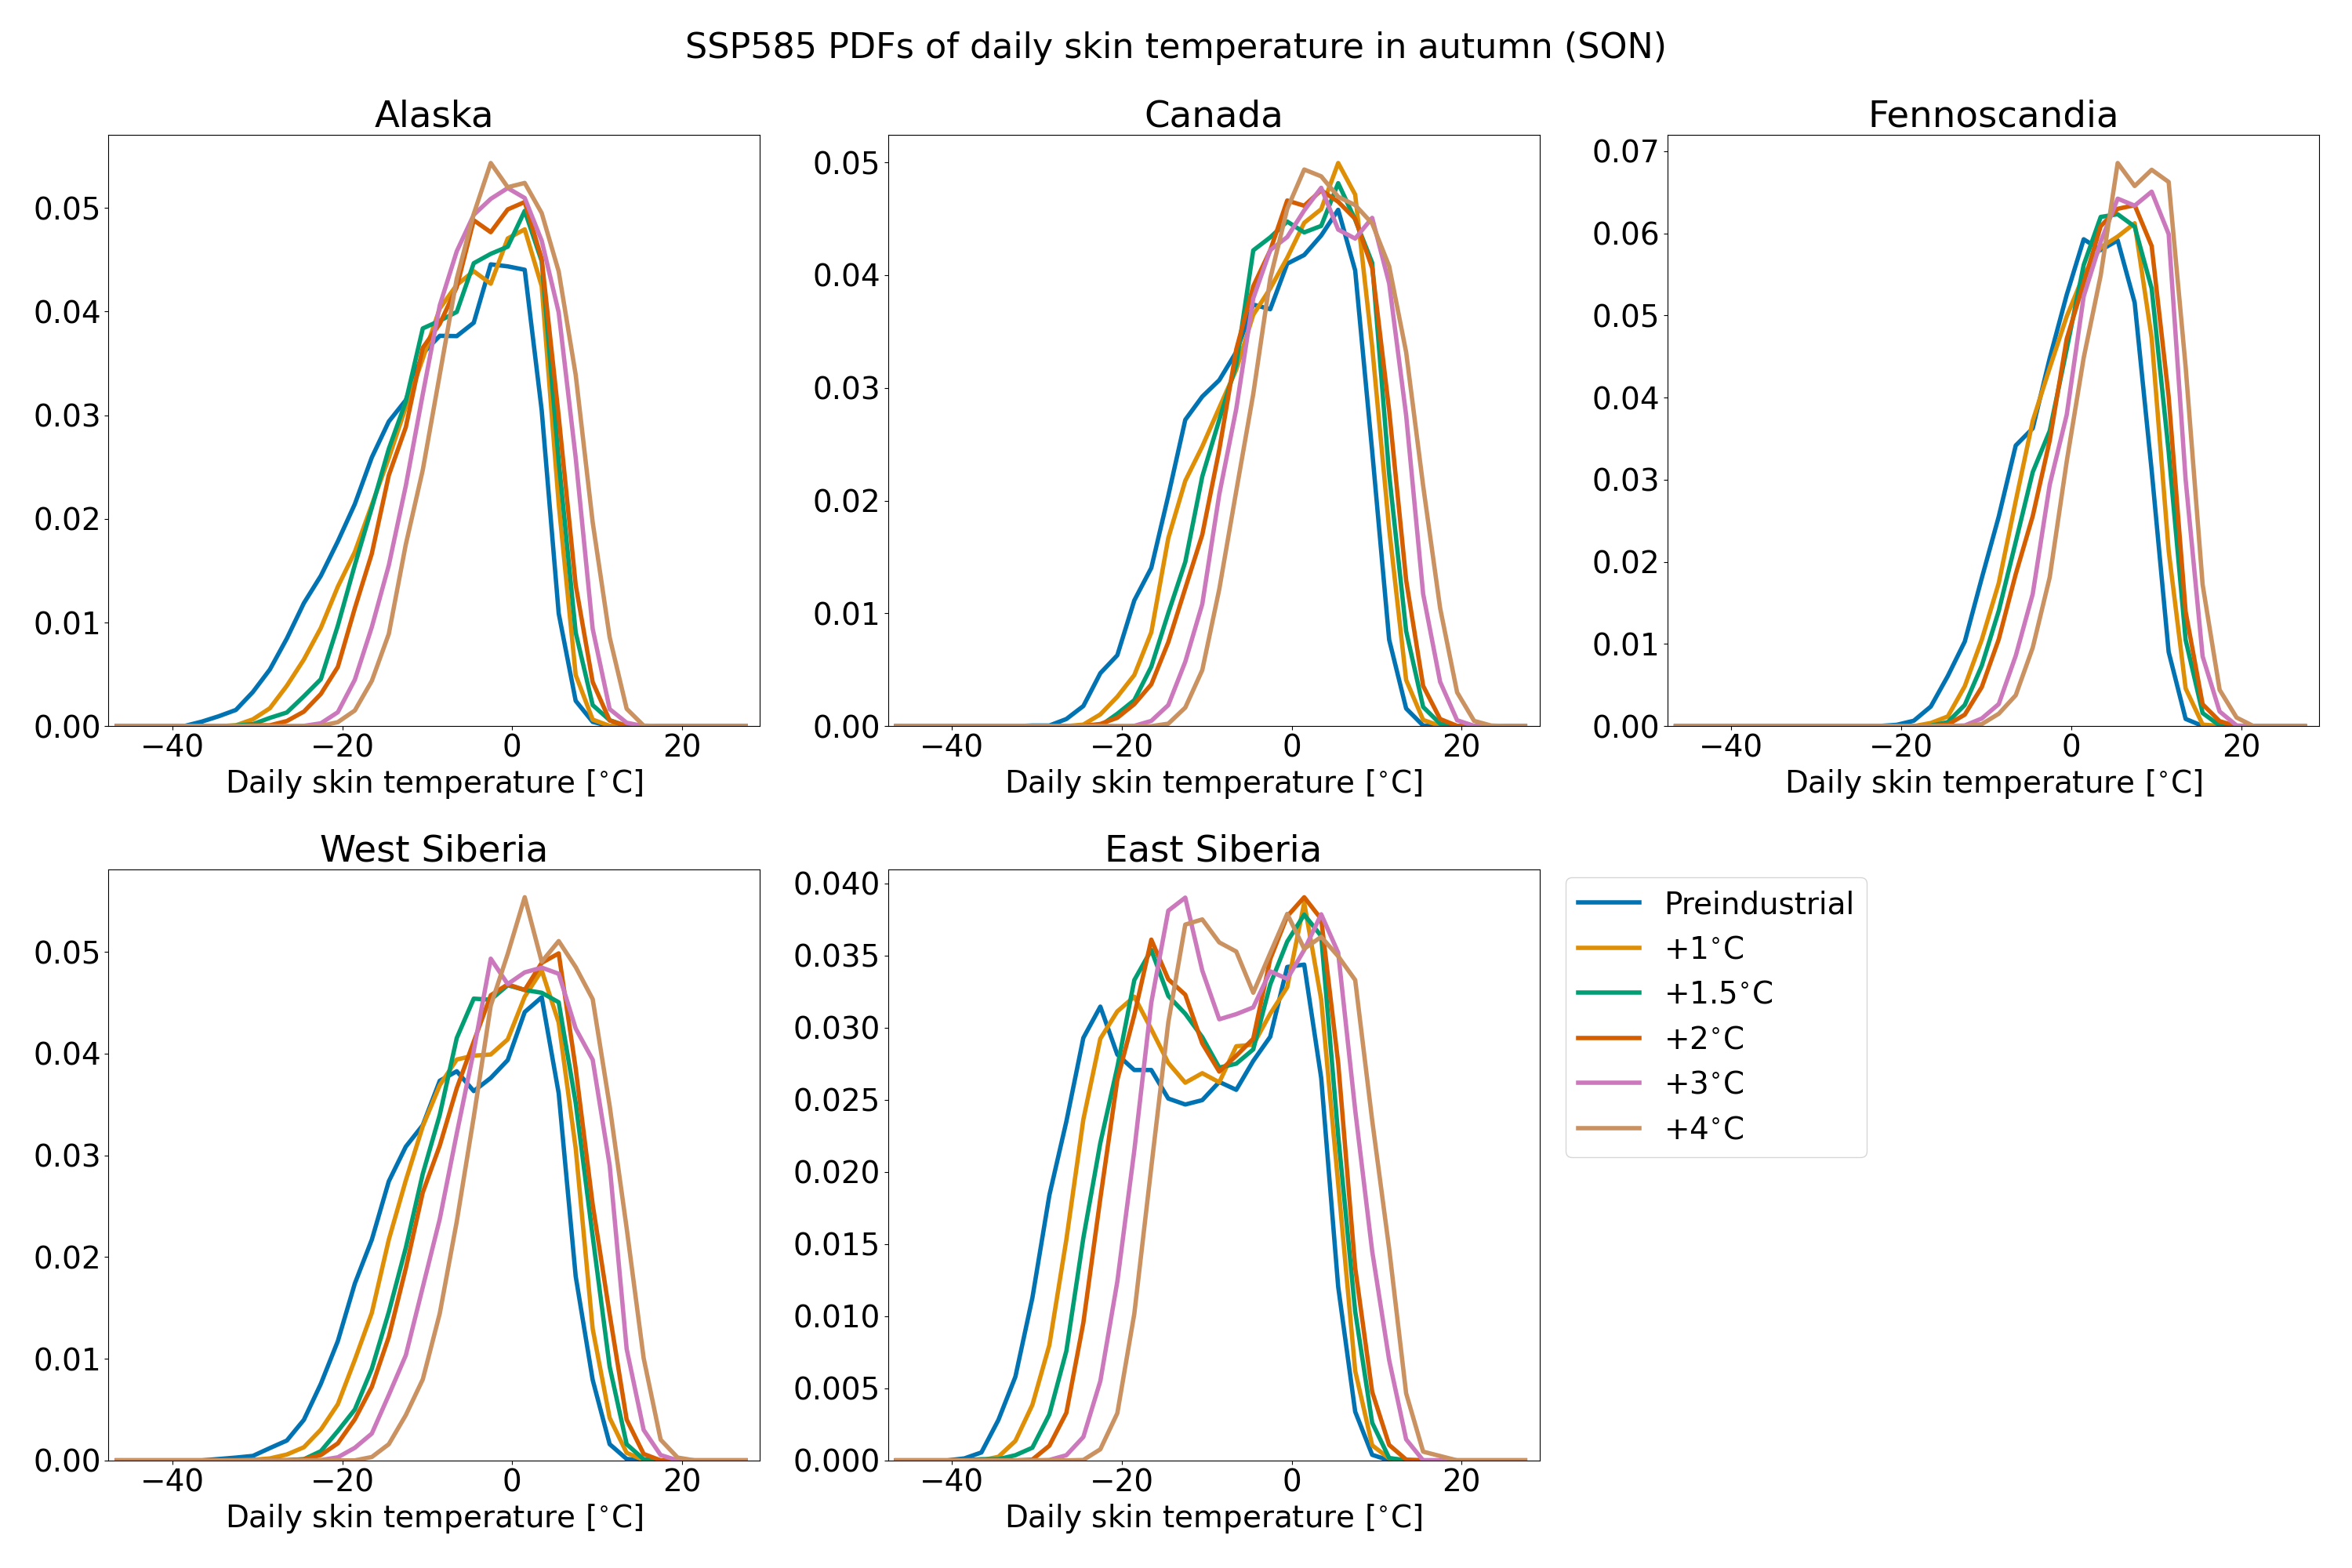 SSP585 PDFs of daily skin temperature in autumn (SON)
Alaska
0.05
0.04
0.03
0.02
0.01
0.00
−40 −20 0 20
Daily skin temperature [°C]
Canada
0.05
0.04
0.03
0.02
0.01
0.00
−40 −20 0 20
Daily skin temperature [°C]
Fennoscandia
0.07
0.06
0.05
0.04
0.03
0.02
0.01
0.00
−40 −20 0 20
Daily skin temperature [°C]
West Siberia
0.05
0.04
0.03
0.02
0.01
0.00
−40 −20 0 20
Daily skin temperature [°C]
East Siberia
0.040
0.035
0.030
0.025
0.020
0.015
0.010
0.005
0.000
−40 −20 0 20
Daily skin temperature [°C]
Preindustrial
+1°C
+1.5°C
+2°C
+3°C
+4°C